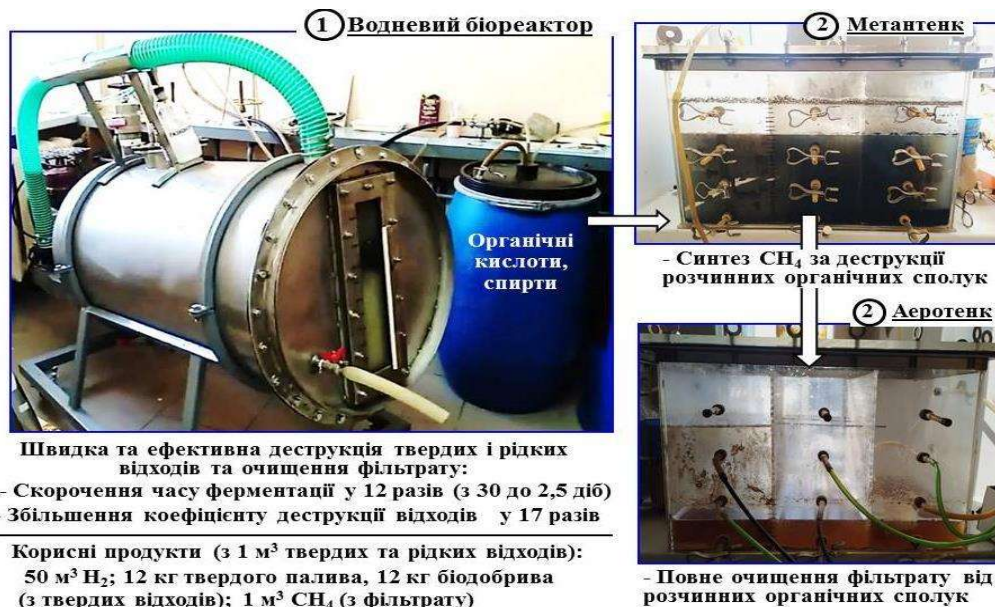 1 Водневий біореактор
Органічні
кислоти,
спирти
Швидка та ефективна деструкція твердих і рідких
відходів та очищення фільтрату:
- Скорочення часу ферментації у 12 разів (з 30 до 2,5 діб)
- Збільшення коефіцієнту деструкції відходів у 17 разів
Корисні продукти (з 1 м³ твердих та рідких відходів):
50 м³ H₂; 12 кг твердого палива, 12 кг біодобрива
(з твердих відходів); 1 м³ CH₄ (з фільтрату)
2 Метантенк
- Синтез CH₄ за деструкції
розчинних органічних сполук
2 Аеротенк
- Повне очищення фільтрату від
розчинних органічних сполук